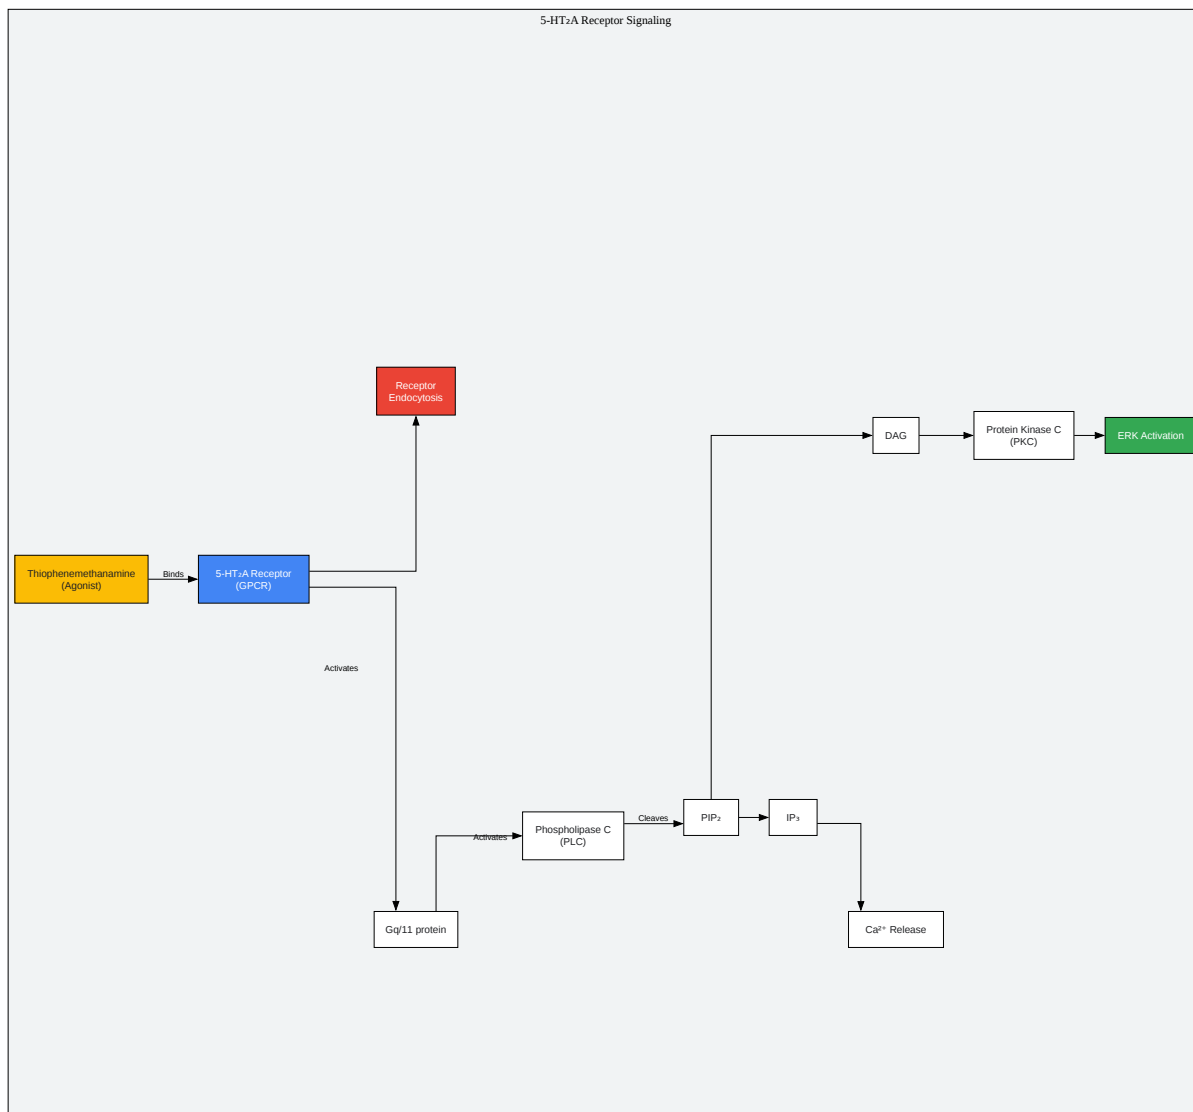 5-HT₂A Receptor Signaling
Receptor
Endocytosis
DAG
Protein Kinase C
(PKC)
ERK Activation
Thiophenemethanamine
(Agonist)
Binds
5-HT₂A Receptor
(GPCR)
Activates
Phospholipase C
(PLC)
Activates
Cleaves
PIP₂
IP₃
Gq/11 protein
Ca²⁺ Release